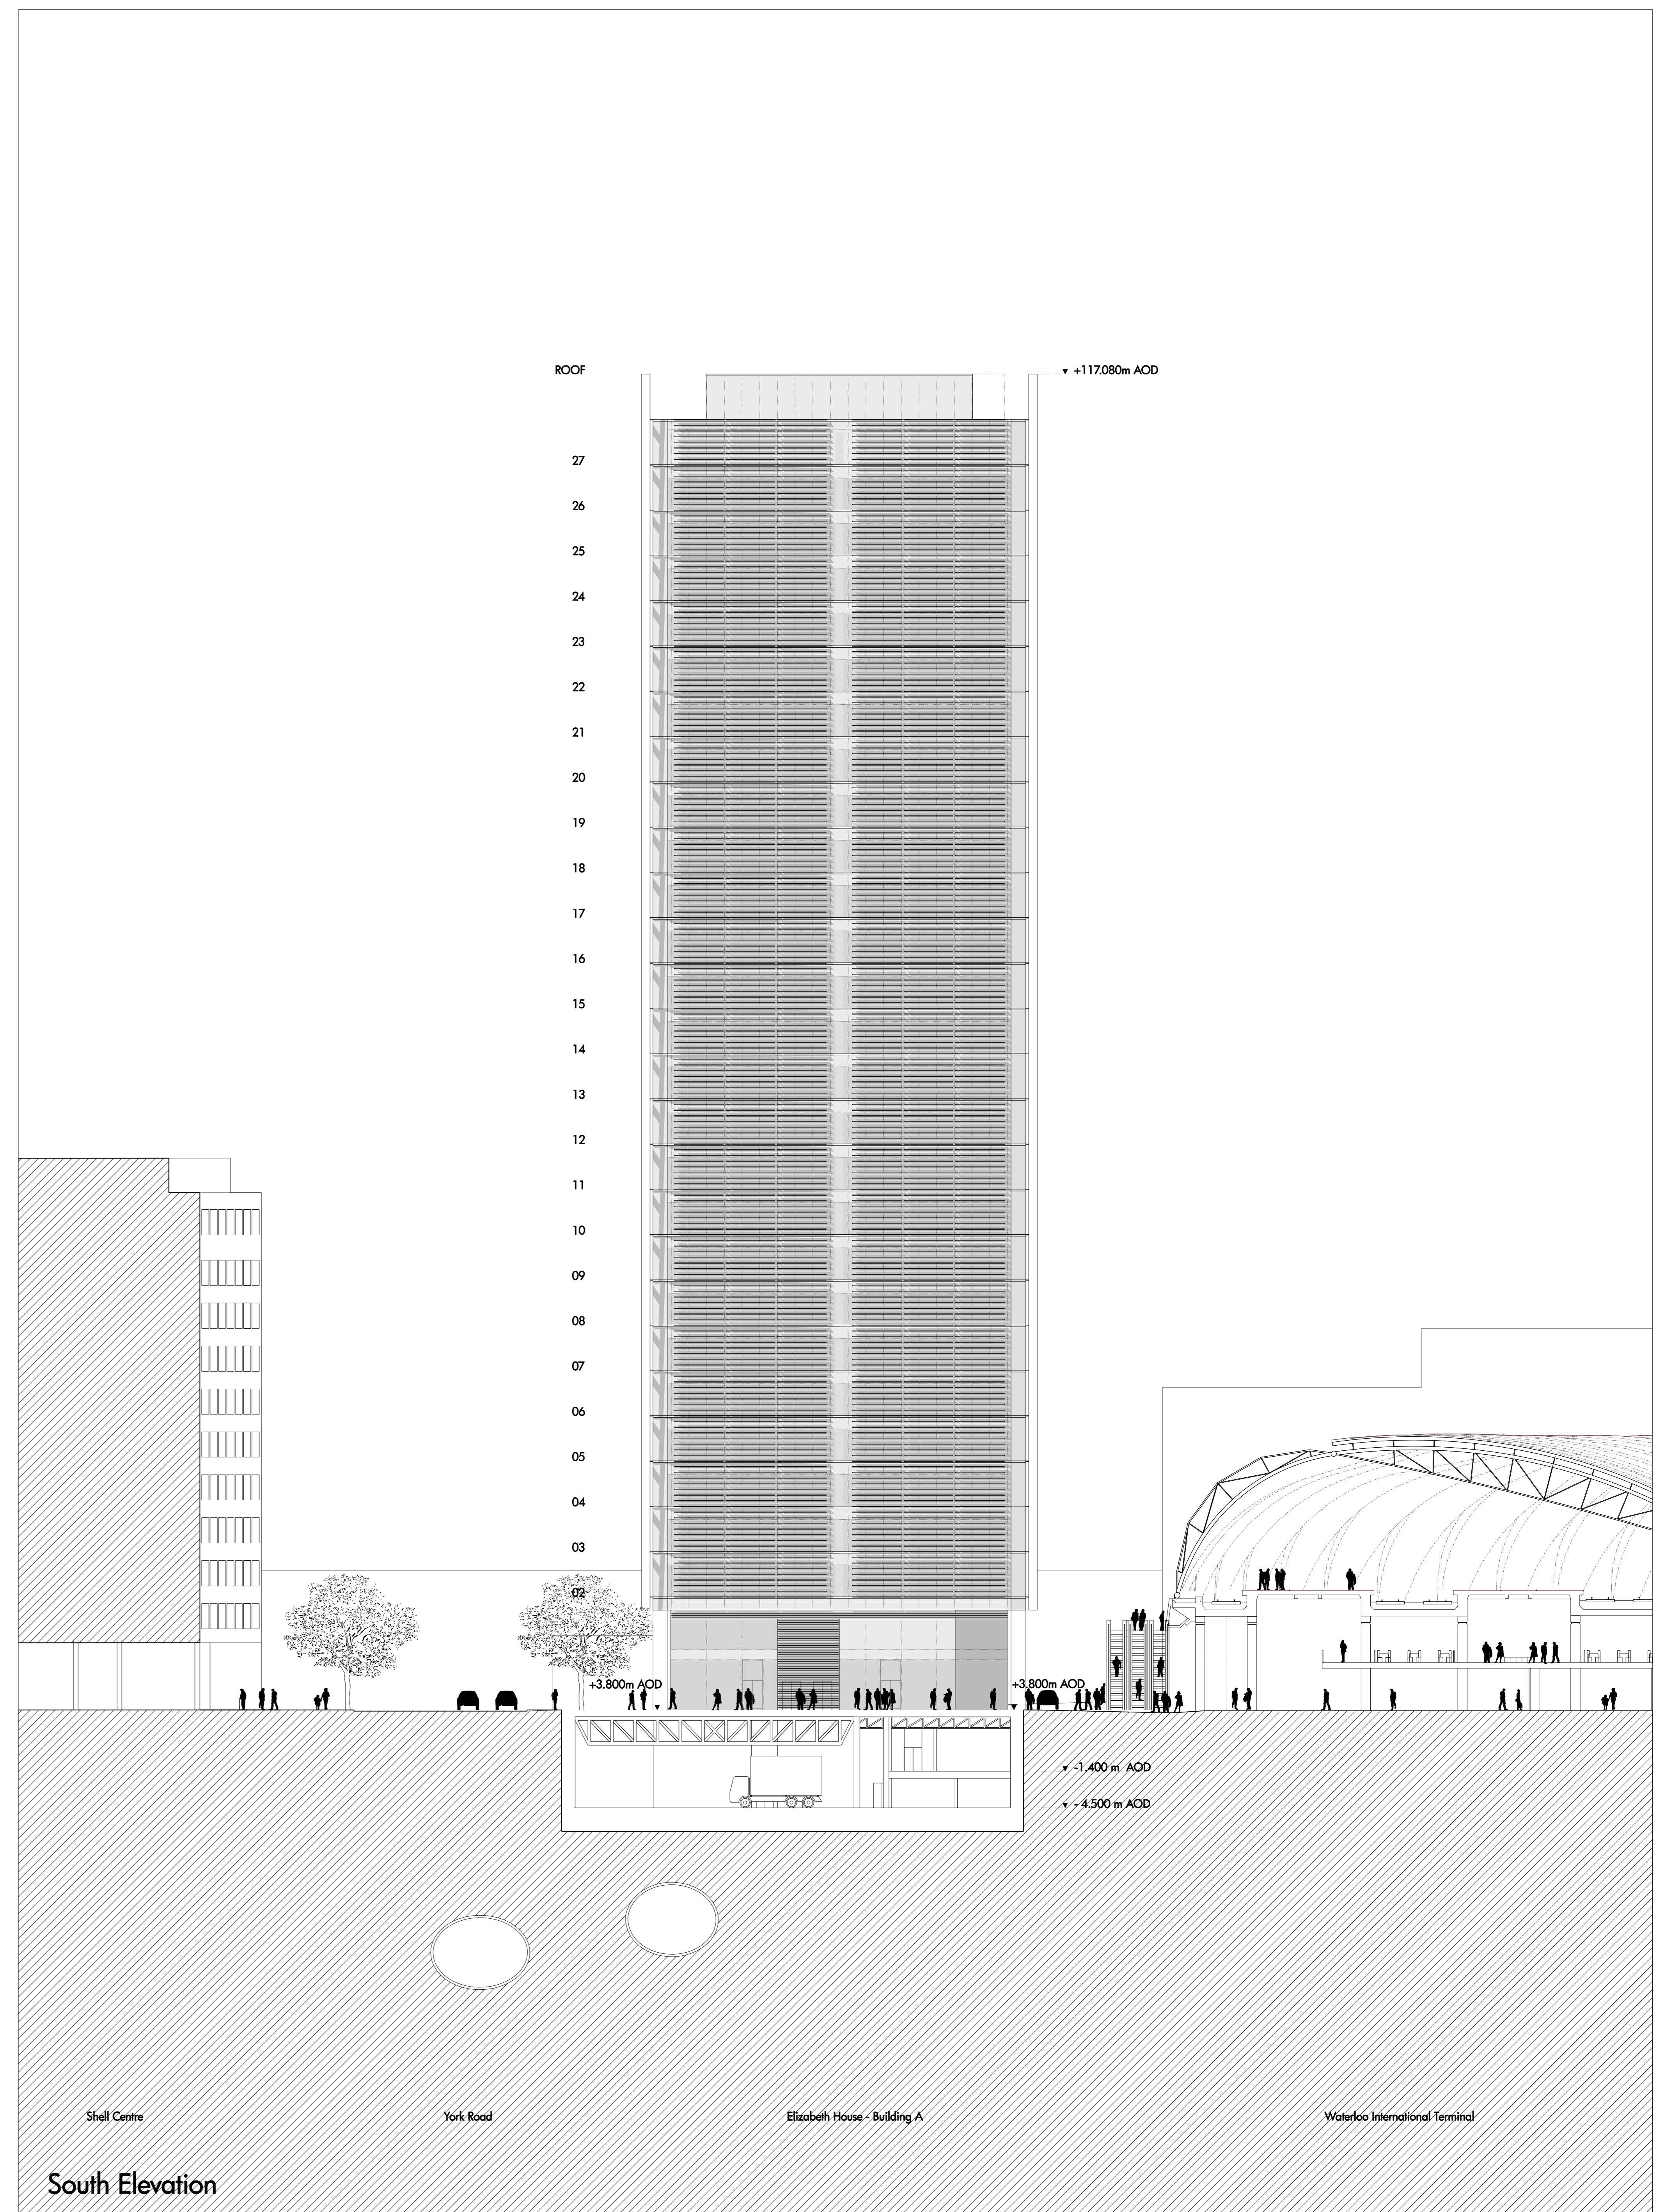 ROOF
+117.080m AOD
27
26
25
24
23
22
21
20
19
18
17
16
15
14
13
12
11
10
09
08
07
06
05
04
03
02
+3.800m AOD
+3.800m AOD
-1.400 m AOD
- 4.500 m AOD
Shell Centre
York Road
Elizabeth House - Building A
Waterloo International Terminal
South Elevation